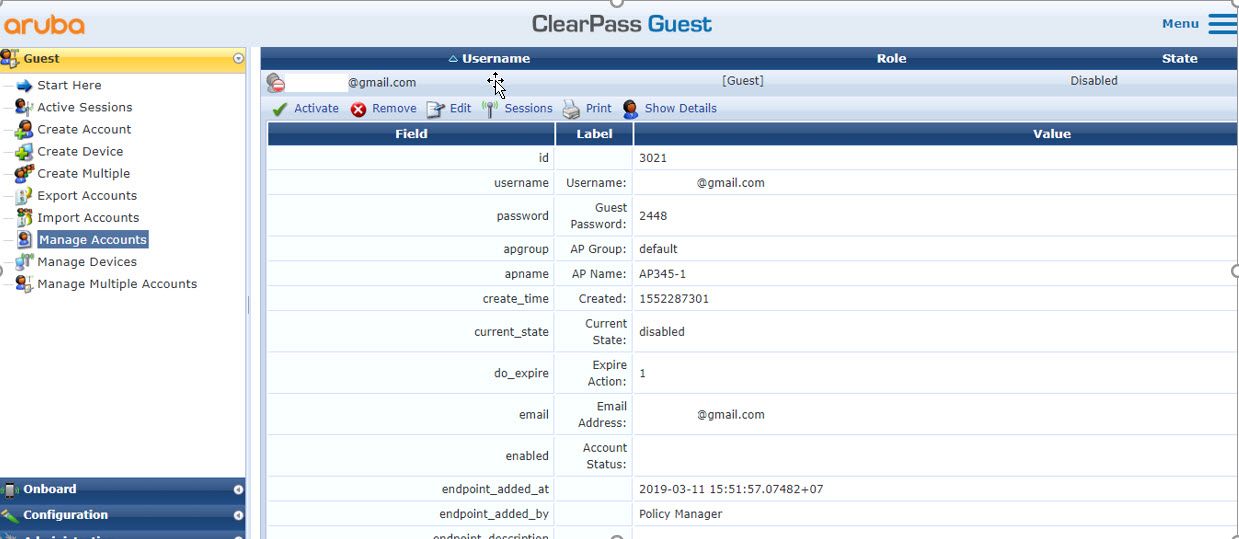 aruba
ClearPass Guest
Menu
Guest
Start Here
Active Sessions
Create Account
Create Device
Create Multiple
Export Accounts
Import Accounts
Manage Accounts
Manage Devices
Manage Multiple Accounts
Onboard
Configuration
Username Role State
@gmail.com [Guest] Disabled
Activate Remove Edit Sessions Print Show Details
Field Label Value
id 3021
username Username: @gmail.com
password Guest Password: 2448
apgroup AP Group: default
apname AP Name: AP345-1
create_time Created: 1552287301
current_state Current State: disabled
do_expire Expire Action: 1
email Email Address: @gmail.com
enabled Account Status:
endpoint_added_at 2019-03-11 15:51:57.07482+07
endpoint_added_by Policy Manager
endpoint_description